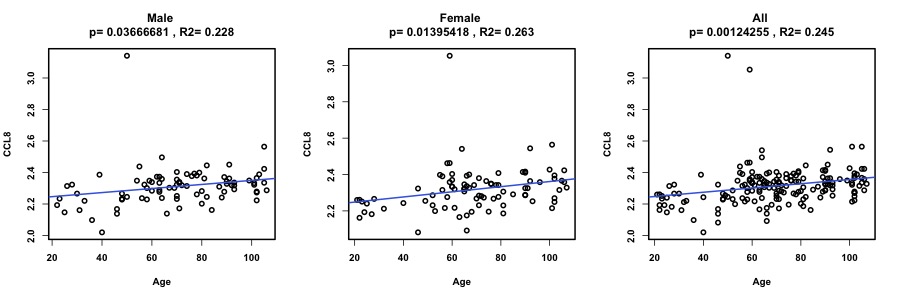 Male
p= 0.03666681 , R2= 0.228
CCL8
3.0
2.8
2.6
2.4
2.2
2.0
20 40 60 80 100
Age
Female
p= 0.01395418 , R2= 0.263
CCL8
3.0
2.8
2.6
2.4
2.2
20 40 60 80 100
Age
All
p= 0.00124255 , R2= 0.245
CCL8
3.0
2.8
2.6
2.4
2.2
2.0
20 40 60 80 100
Age